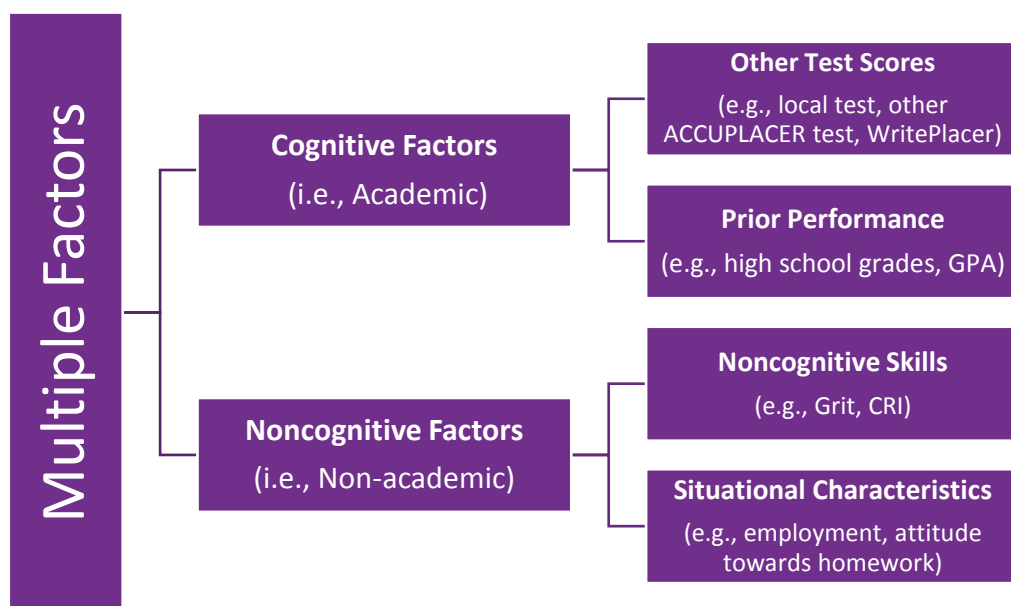 Multiple Factors
Cognitive Factors
(i.e., Academic)
Other Test Scores
(e.g., local test, other
ACCUPLACER test, WritePlacer)
Prior Performance
(e.g., high school grades, GPA)
Noncognitive Factors
(i.e., Non-academic)
Noncognitive Skills
(e.g., Grit, CRI)
Situational Characteristics
(e.g., employment, attitude
towards homework)